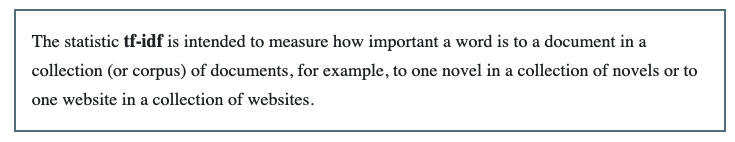 The statistic tf-idf is intended to measure how important a word is to a document in a
collection (or corpus) of documents, for example, to one novel in a collection of novels or to
one website in a collection of websites.